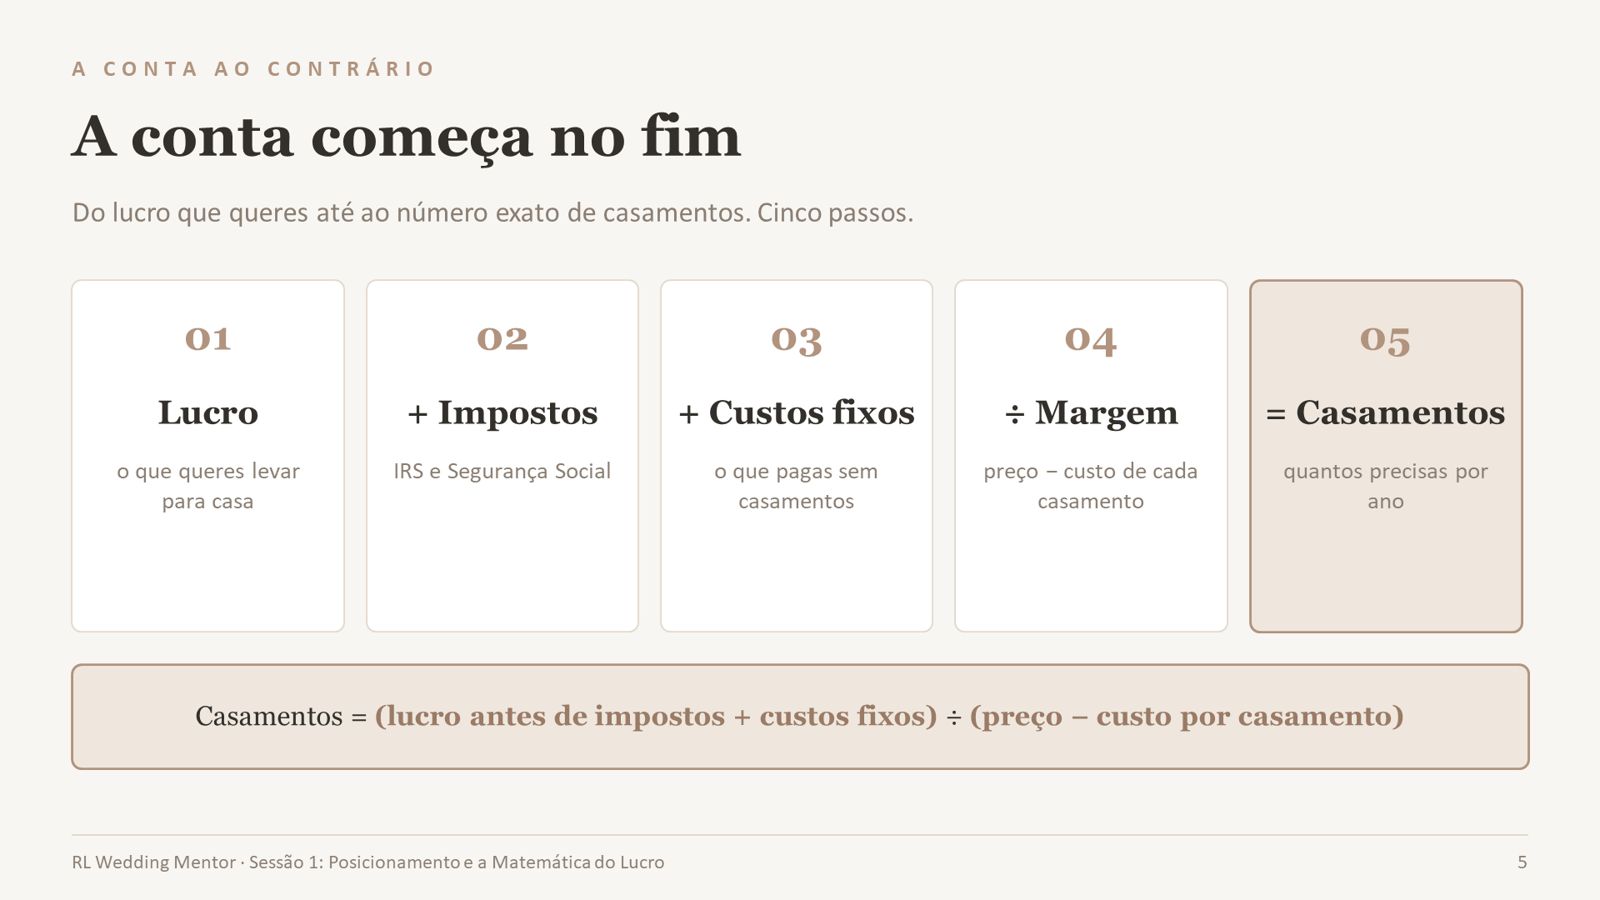 A CONTA AO CONTRÁRIO
A conta começa no fim
Do lucro que queres até ao número exato de casamentos. Cinco passos.
01
Lucro
o que queres levar
para casa
02
+ Impostos
IRS e Segurança Social
03
+ Custos fixos
o que pagas sem
casamentos
04
÷ Margem
preço – custo de cada
casamento
05
= Casamentos
quantos precisas por
ano
Casamentos = (lucro antes de impostos + custos fixos) ÷ (preço – custo por casamento)
RL Wedding Mentor · Sessão 1: Posicionamento e a Matemática do Lucro
5